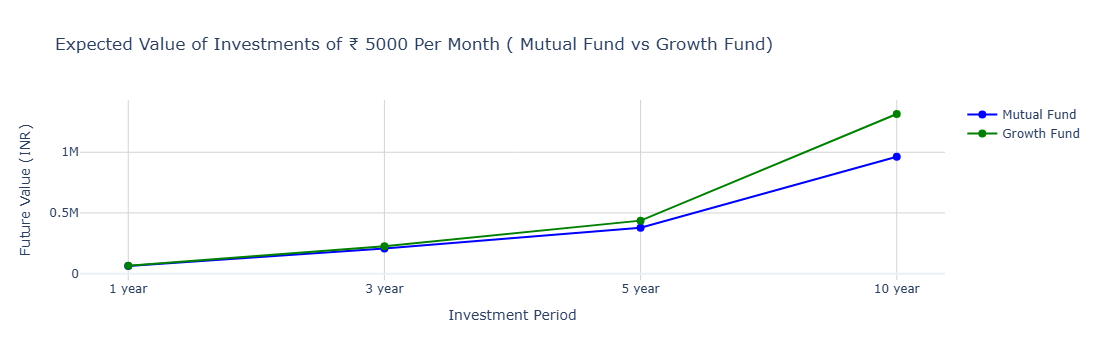 Expected Value of Investments of ₹ 5000 Per Month ( Mutual Fund vs Growth Fund)
Mutual Fund
Growth Fund
Future Value (INR)
1M
0.5M
0
1 year
3 year
5 year
10 year
Investment Period